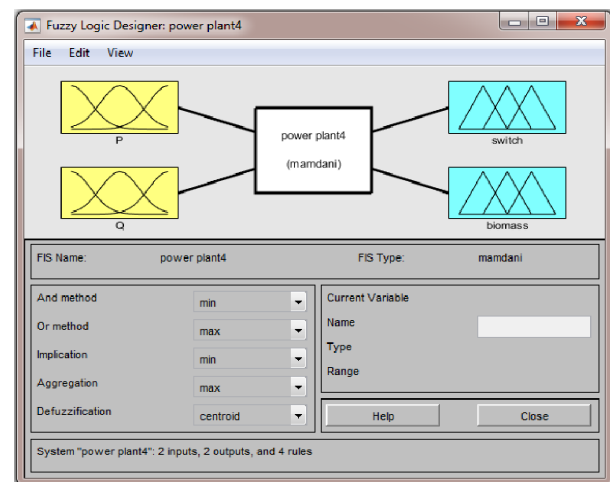 Fuzzy Logic Designer: power plant4
File Edit View
P
Q
power plant4
(mamdani)
switch
biomass
FIS Name: power plant4 FIS Type: mamdani
And method min
Or method max
Implication min
Aggregation max
Defuzzification centroid
Current Variable
Name
Type
Range
Help Close
System "power plant4": 2 inputs, 2 outputs, and 4 rules